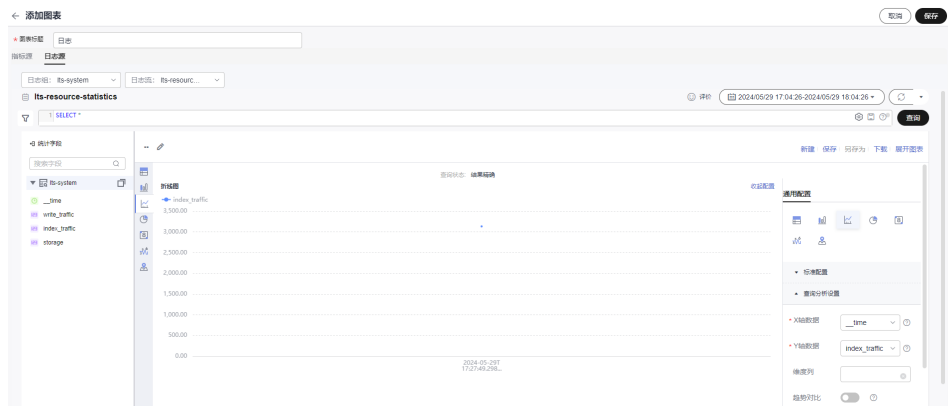 添加图表
取消 保存
* 图表标题 日志
指标源 日志源
日志组: lts-system 日志流: lts-resourc...
lts-resource-statistics
评价 2024/05/29 17:04:26-2024/05/29 18:04:26
1 SELECT *
查询
统计字段
--
新建 保存 另存为 下载 展开图表
搜索字段
lts-system
__time
write_traffic
index_traffic
storage
查询状态: 结果精确
折线图
收起配置
index_traffic
3,500.00
3,000.00
2,500.00
2,000.00
1,500.00
1,000.00
500.00
0.00
2024-05-29T
17:27:49.298...
通用配置
标准配置
查询分析设置
* X轴数据 __time
* Y轴数据 index_traffic
维度列
趋势对比